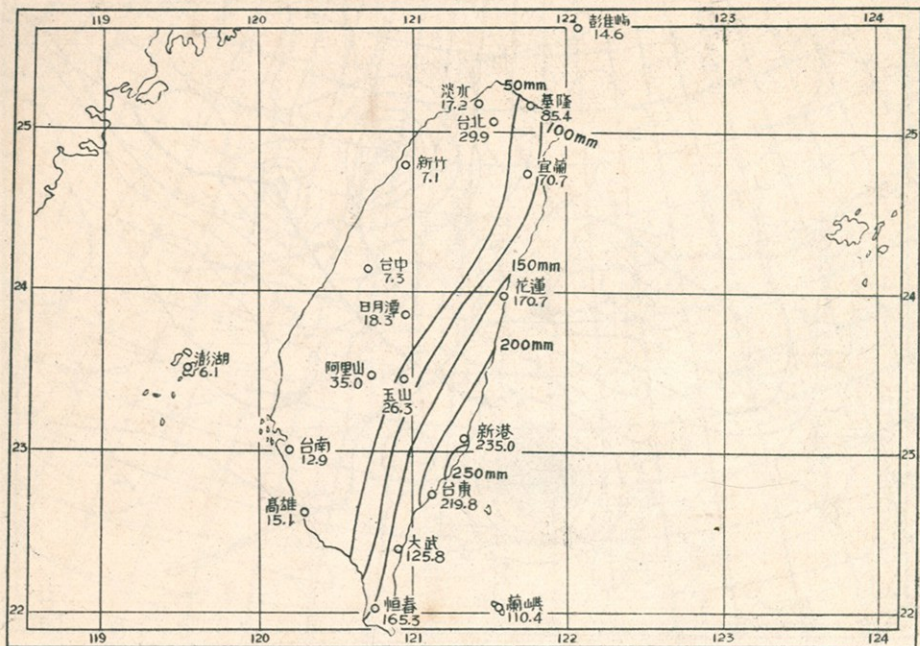 119 120 121 122 123 124
彭佳嶼
14.6
50mm
淡水
17.2
基隆
85.4
台北
29.9
100mm
25 25
新竹
7.1
宜蘭
70.7
台中
7.3
150mm
24 24
花蓮
170.7
日月潭
18.3
200mm
澎湖
6.1
阿里山
35.0
玉山
26.3
新港
235.0
23 23
台南
12.9
250mm
台東
219.8
高雄
15.1
大武
125.8
恒春
165.3
蘭嶼
110.4
22 22
119 120 121 122 123 124